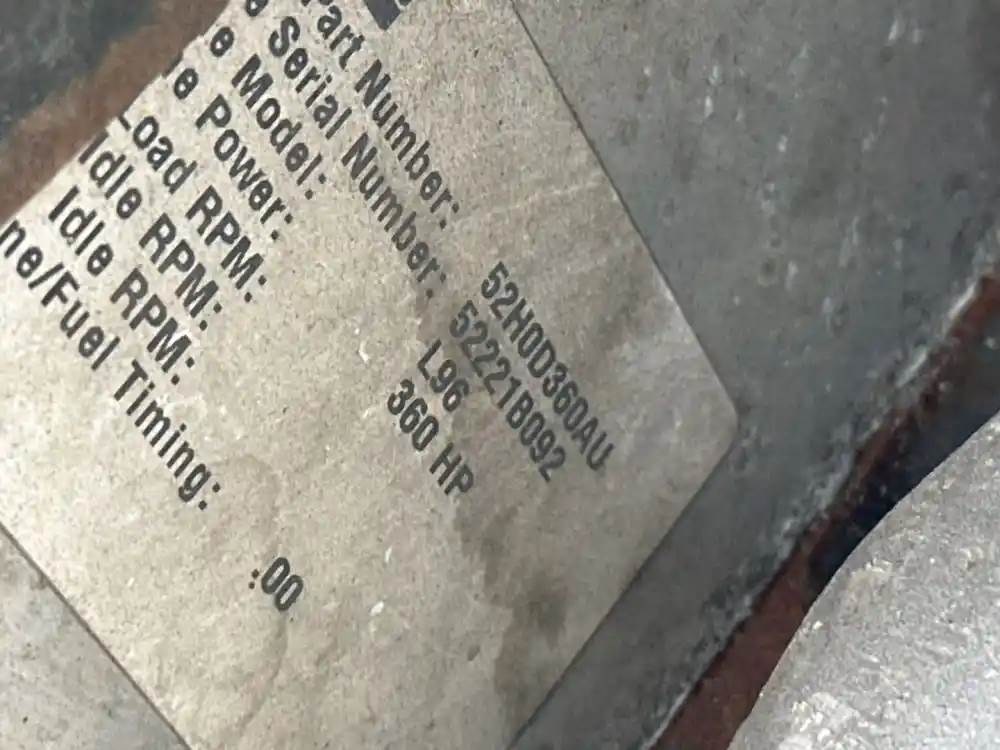 Part Number: 52H0D360AU
Serial Number: 52221B092
Model: L96
Power: 360 HP
Load RPM:
Idle RPM:
Idle RPM:
ne/Fuel Timing: :00